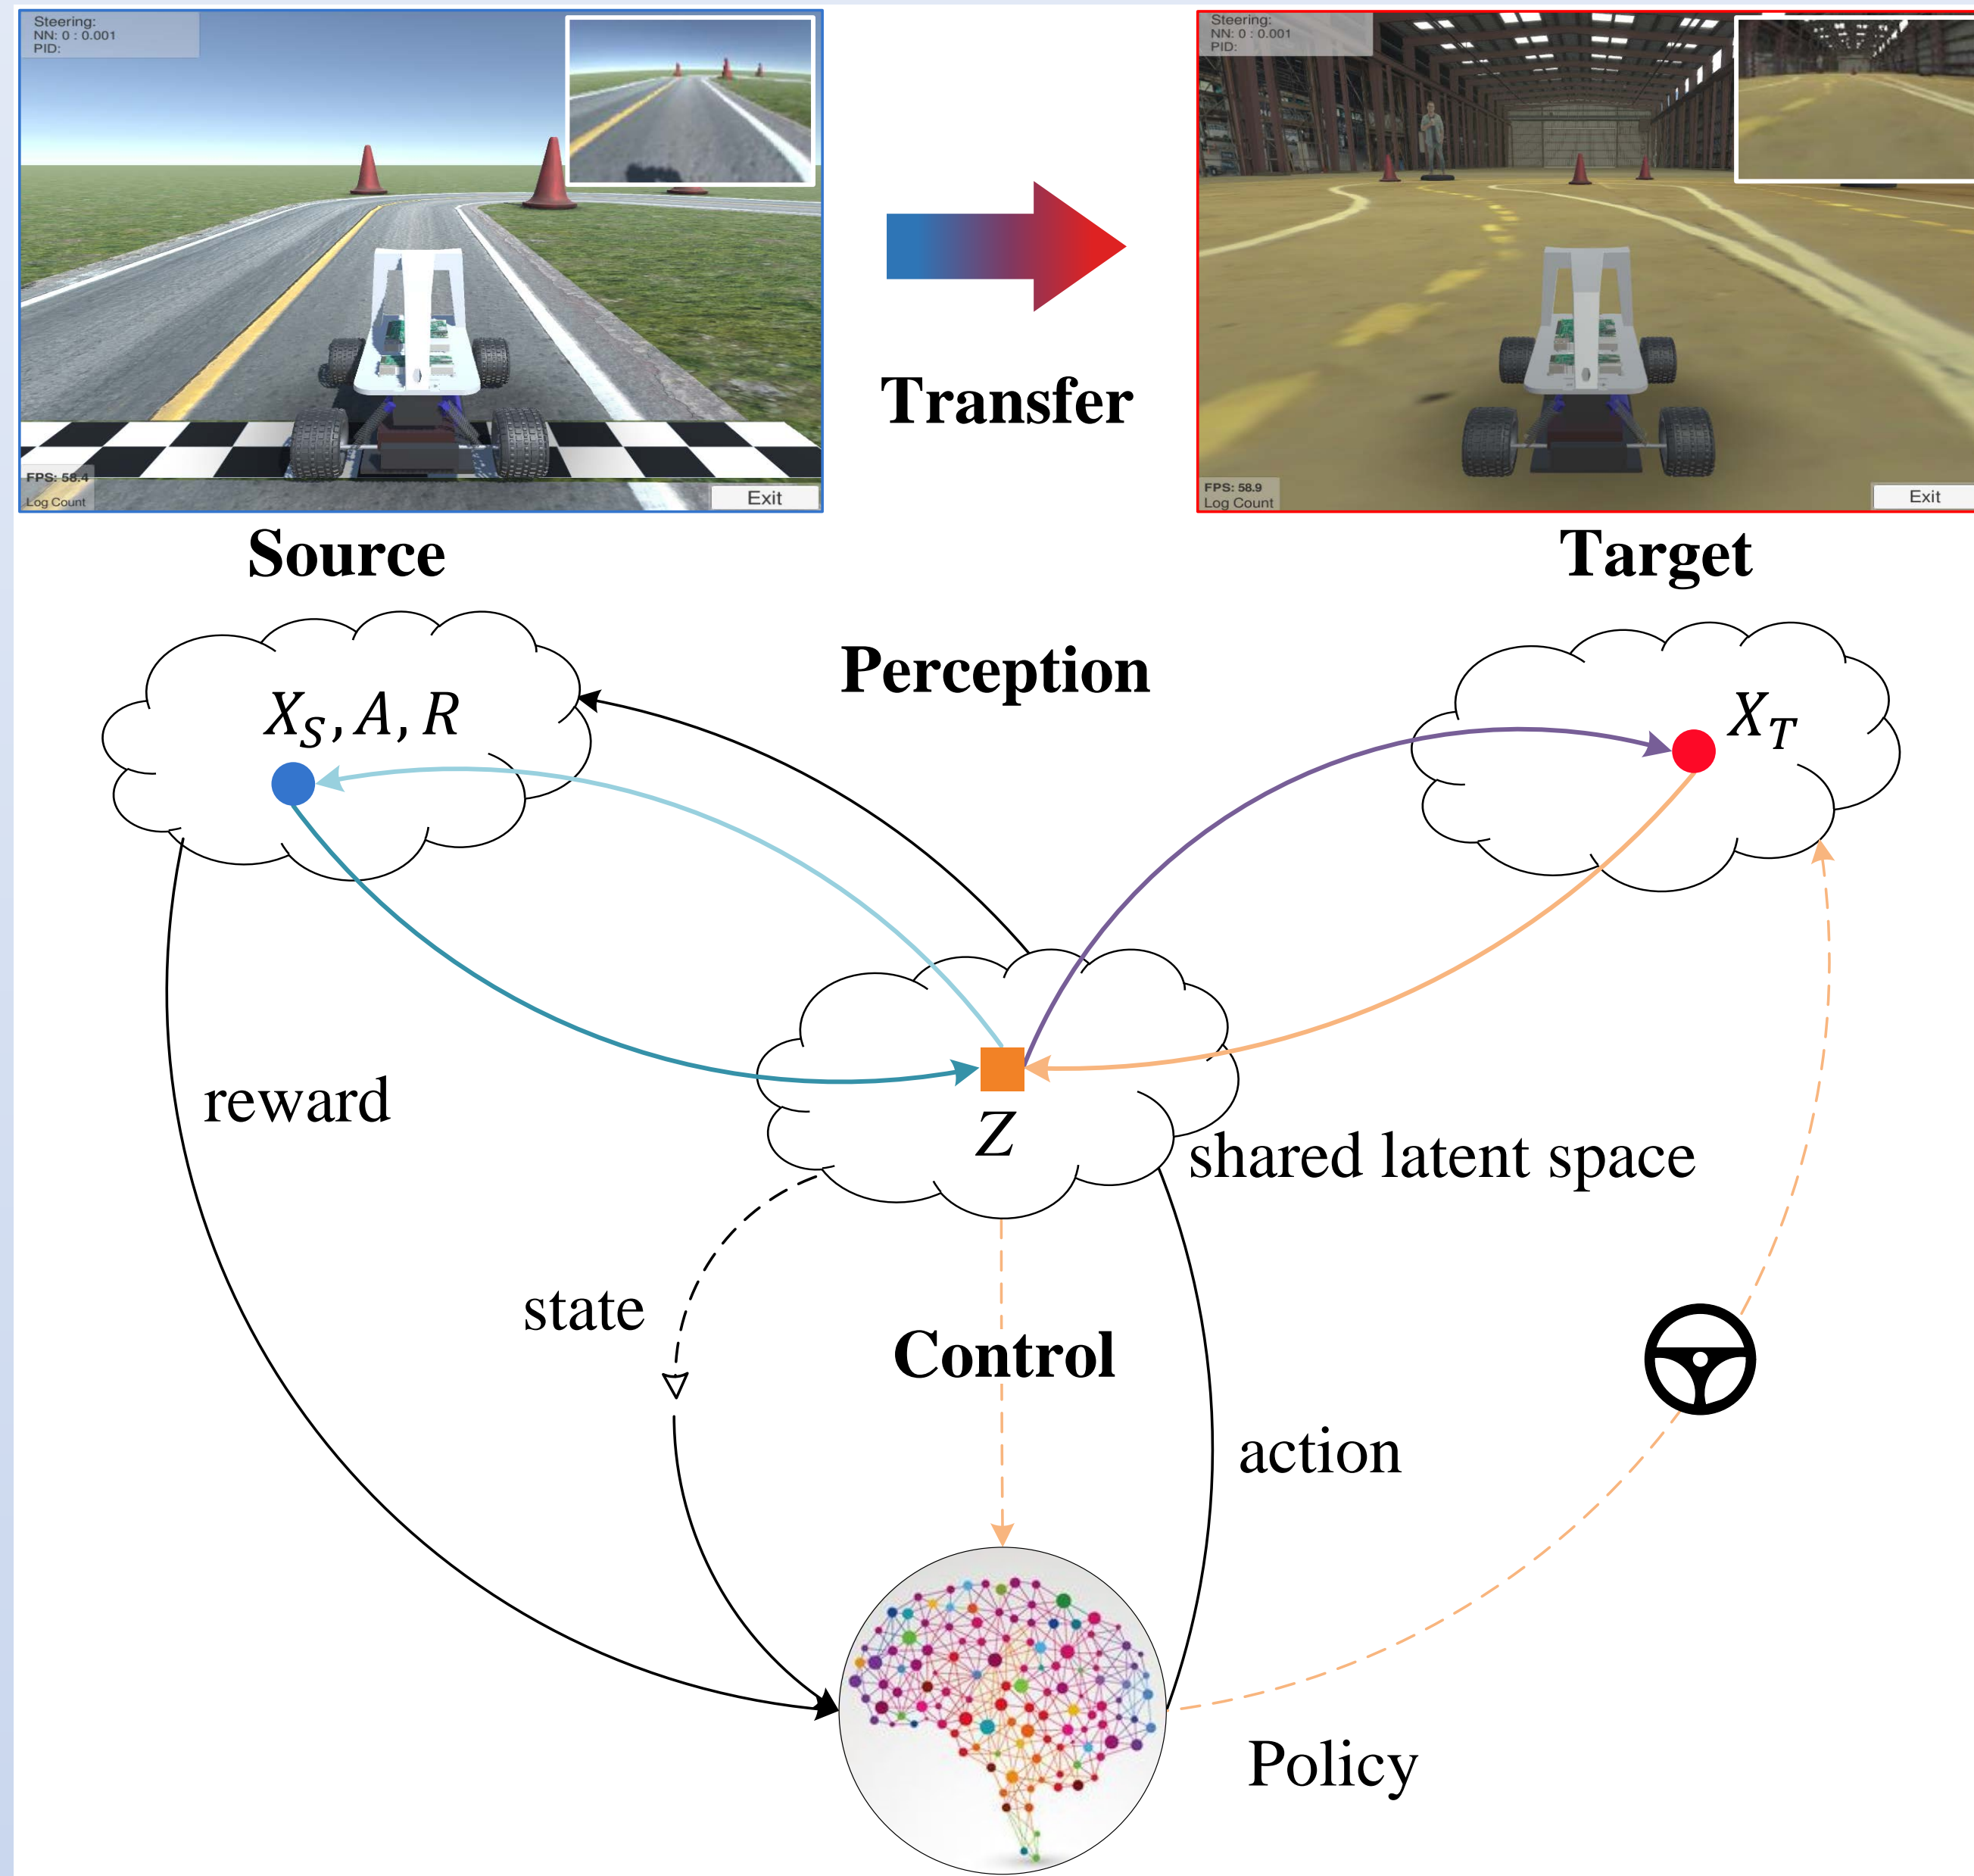 Steering:
NN: 0 : 0.001
PID:
FPS: 58.4
Log Count
Exit
Steering:
NN: 0 : 0.001
PID:
FPS: 58.9
Log Count
Exit
Transfer
Source
Target
Perception
X_S, A, R
X_T
reward
Z
shared latent space
state
Control
action
Policy